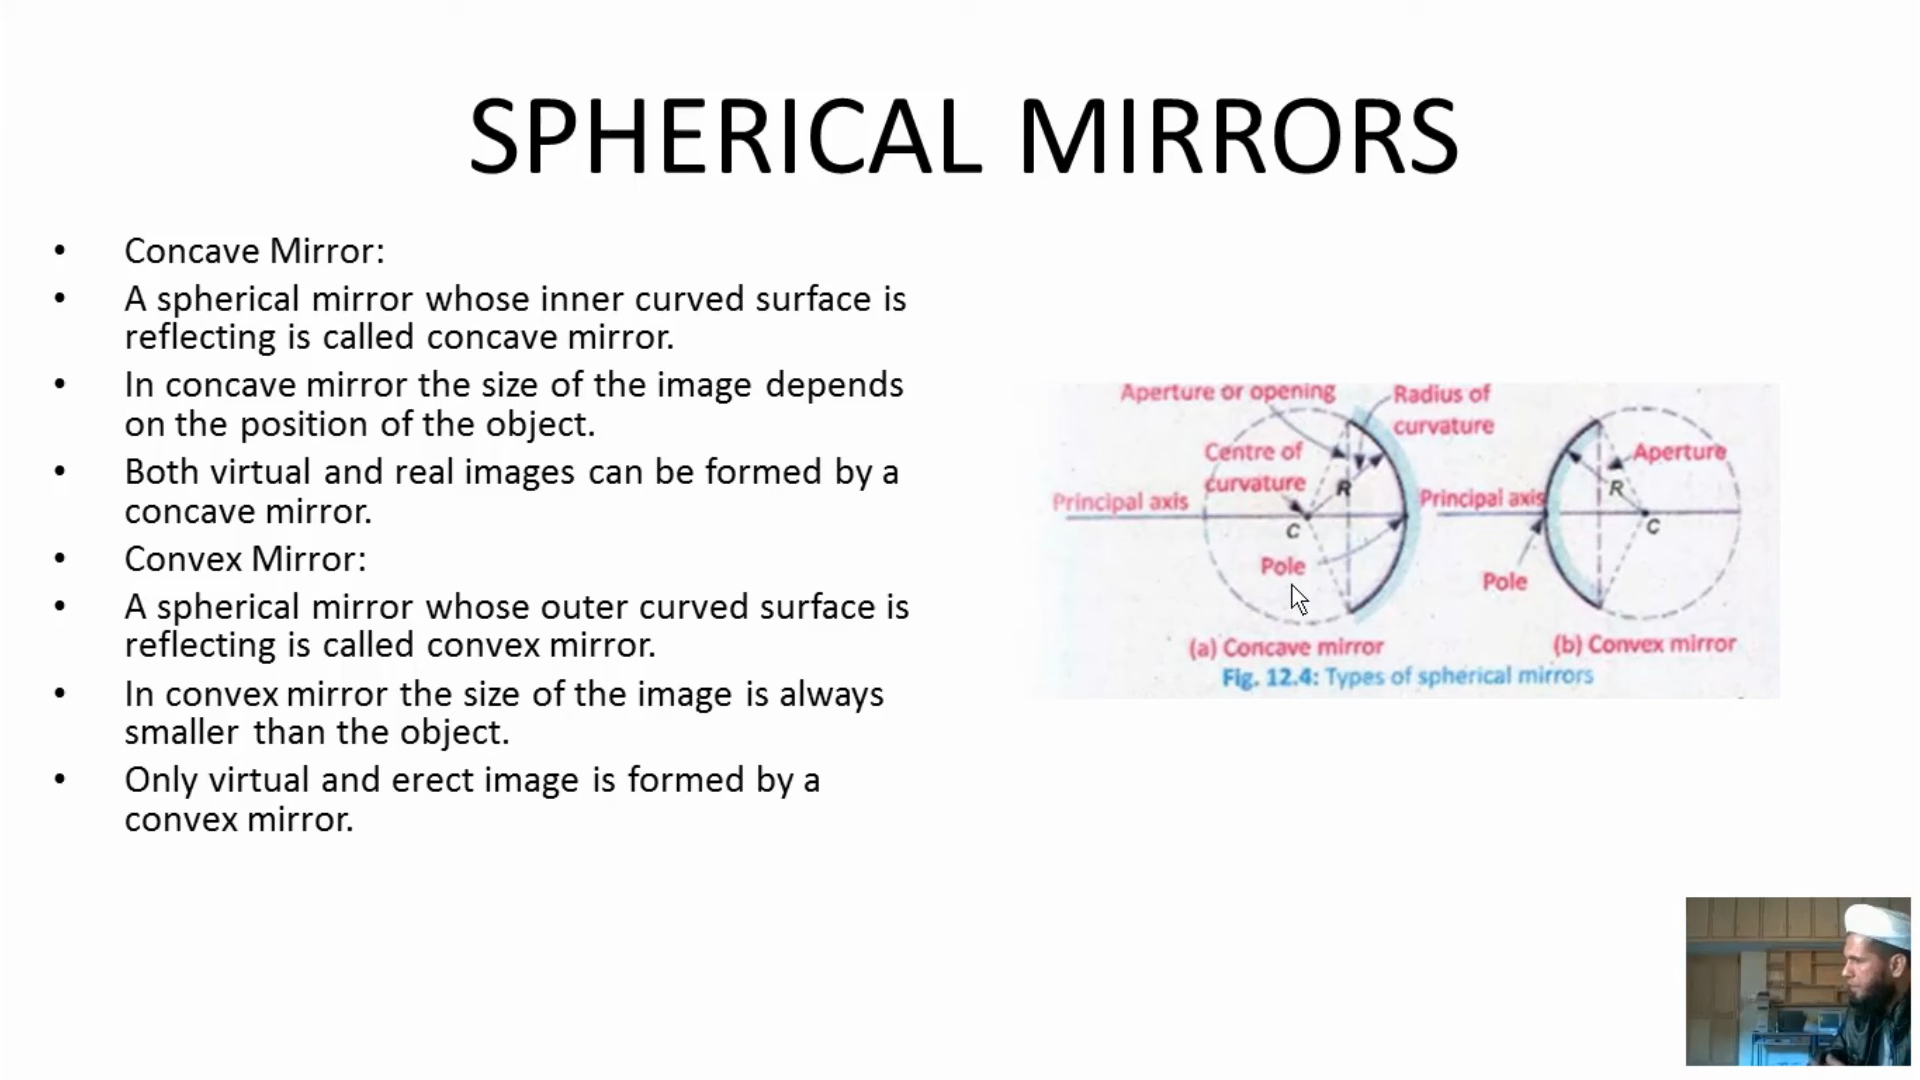 SPHERICAL MIRRORS
• Concave Mirror:
• A spherical mirror whose inner curved surface is
reflecting is called concave mirror.
• In concave mirror the size of the image depends
on the position of the object.
• Both virtual and real images can be formed by a
concave mirror.
• Convex Mirror:
• A spherical mirror whose outer curved surface is
reflecting is called convex mirror.
• In convex mirror the size of the image is always
smaller than the object.
• Only virtual and erect image is formed by a
convex mirror.
Aperture or opening
Radius of
curvature
Centre of
curvature
Principal axis
R
C
Pole
(a) Concave mirror
Aperture
Principal axis
R
C
Pole
(b) Convex mirror
Fig. 12.4: Types of spherical mirrors